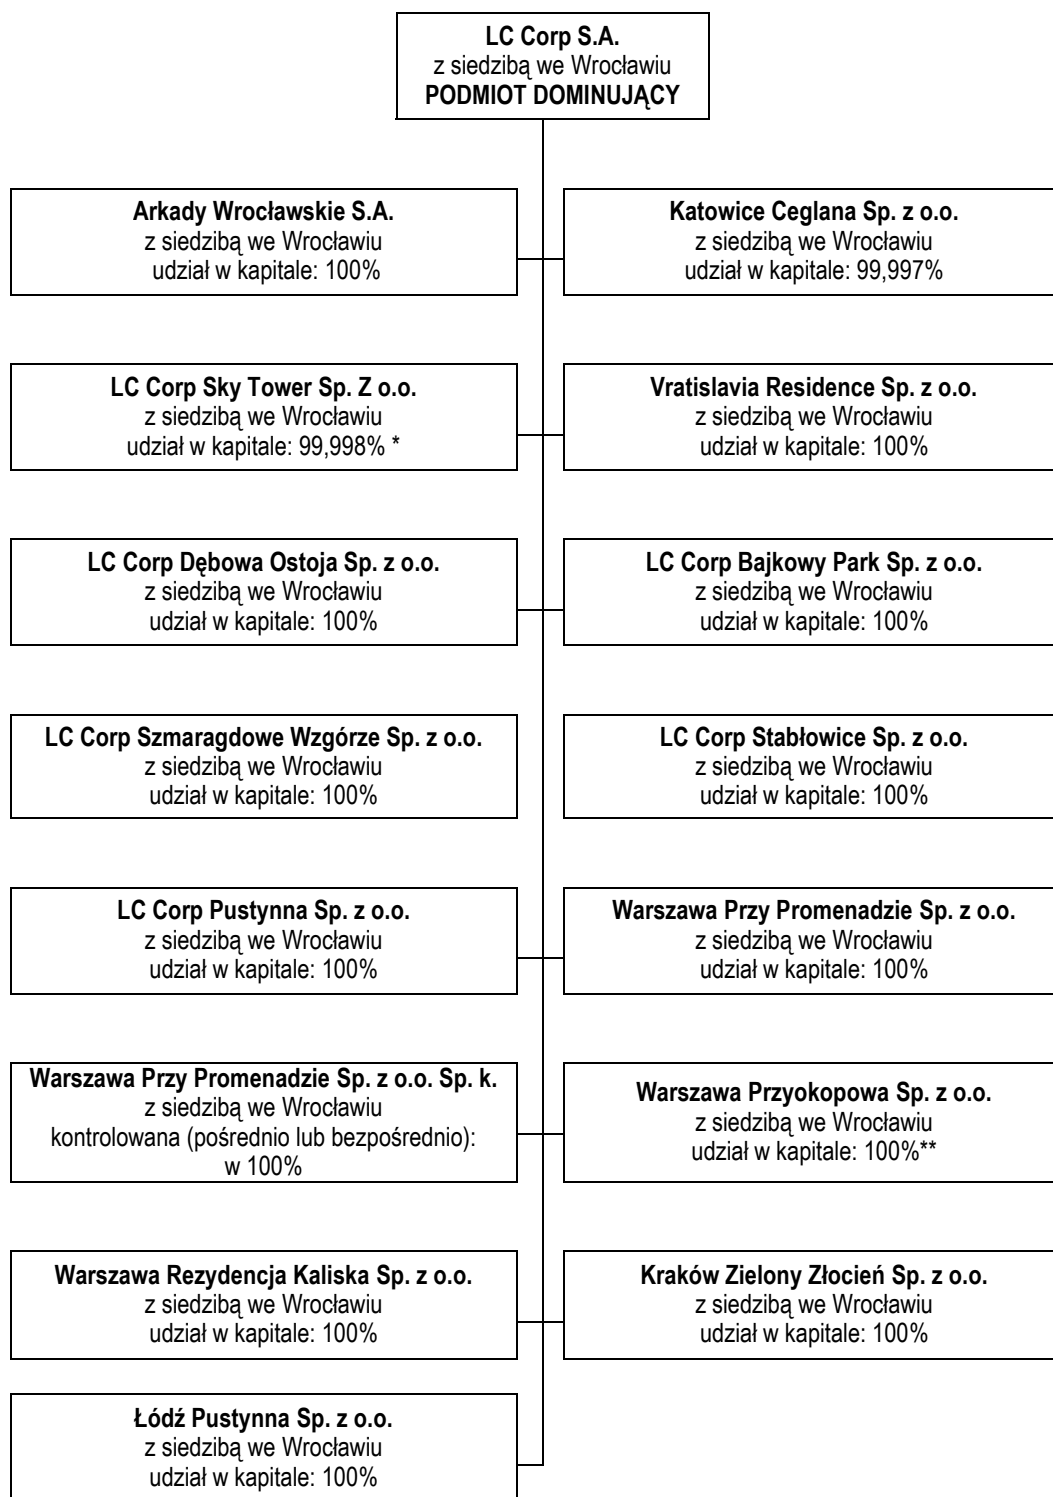 LC Corp S.A.
z siedzibą we Wrocławiu
PODMIOT DOMINUJĄCY
Arkady Wrocławskie S.A.
z siedzibą we Wrocławiu
udział w kapitale: 100%
Katowice Ceglana Sp. z o.o.
z siedzibą we Wrocławiu
udział w kapitale: 99,997%
LC Corp Sky Tower Sp. Z o.o.
z siedzibą we Wrocławiu
udział w kapitale: 99,998% *
Vratislavia Residence Sp. z o.o.
z siedzibą we Wrocławiu
udział w kapitale: 100%
LC Corp Dębowa Ostoja Sp. z o.o.
z siedzibą we Wrocławiu
udział w kapitale: 100%
LC Corp Bajkowy Park Sp. z o.o.
z siedzibą we Wrocławiu
udział w kapitale: 100%
LC Corp Szmaragdowe Wzgórze Sp. z o.o.
z siedzibą we Wrocławiu
udział w kapitale: 100%
LC Corp Stabłowice Sp. z o.o.
z siedzibą we Wrocławiu
udział w kapitale: 100%
LC Corp Pustynna Sp. z o.o.
z siedzibą we Wrocławiu
udział w kapitale: 100%
Warszawa Przy Promenadzie Sp. z o.o.
z siedzibą we Wrocławiu
udział w kapitale: 100%
Warszawa Przy Promenadzie Sp. z o.o. Sp. k.
z siedzibą we Wrocławiu
kontrolowana (pośrednio lub bezpośrednio):
w 100%
Warszawa Przyokopowa Sp. z o.o.
z siedzibą we Wrocławiu
udział w kapitale: 100%**
Warszawa Rezydencja Kaliska Sp. z o.o.
z siedzibą we Wrocławiu
udział w kapitale: 100%
Kraków Zielony Złocień Sp. z o.o.
z siedzibą we Wrocławiu
udział w kapitale: 100%
Łódź Pustynna Sp. z o.o.
z siedzibą we Wrocławiu
udział w kapitale: 100%